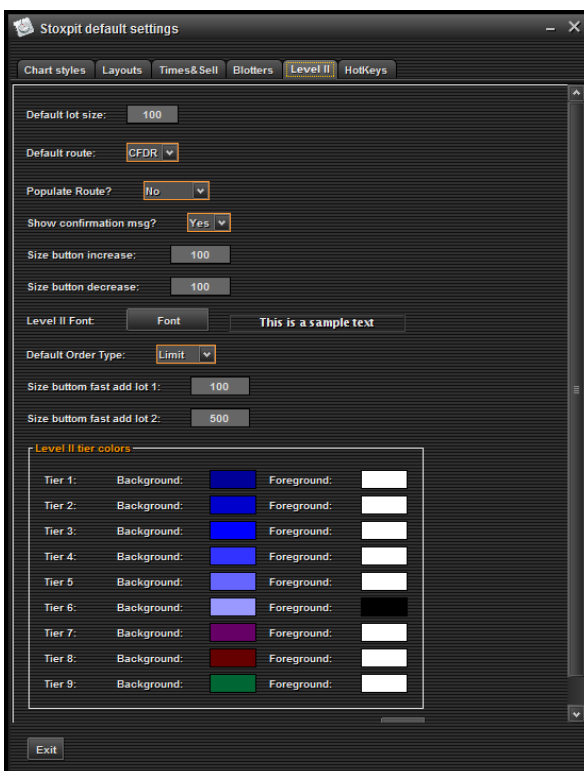 Stoxpit default settings
Chart styles Layouts Times&Sell Blotters Level II HotKeys
Default lot size: 100
Default route: CFDR
Populate Route? No
Show confirmation msg? Yes
Size button increase: 100
Size button decrease: 100
Level II Font: Font This is a sample text
Default Order Type: Limit
Size buttom fast add lot 1: 100
Size buttom fast add lot 2: 500
Level II tier colors
Tier 1: Background: Foreground:
Tier 2: Background: Foreground:
Tier 3: Background: Foreground:
Tier 4: Background: Foreground:
Tier 5 Background: Foreground:
Tier 6: Background: Foreground:
Tier 7: Background: Foreground:
Tier 8: Background: Foreground:
Tier 9: Background: Foreground:
Exit